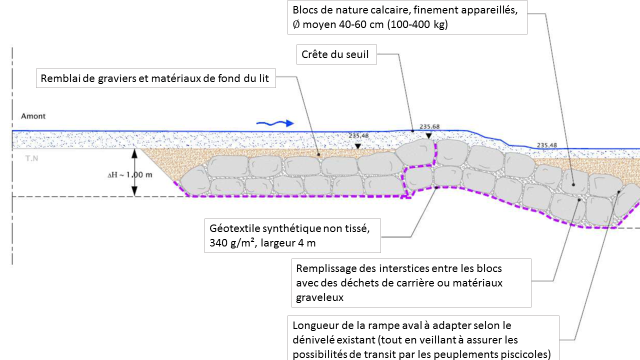 Blocs de nature calcaire, finement appareillés,
Ø moyen 40-60 cm (100-400 kg)
Crête du seuil
Remblai de graviers et matériaux de fond du lit
Amont
235.68
235.48
235.48
T.N
ΔH ~ 1.00 m
Géotextile synthétique non tissé,
340 g/m², largeur 4 m
Remplissage des interstices entre les blocs
avec des déchets de carrière ou matériaux
graveleux
Longueur de la rampe aval à adapter selon le
dénivelé existant (tout en veillant à assurer les
possibilités de transit par les peuplements piscicoles)